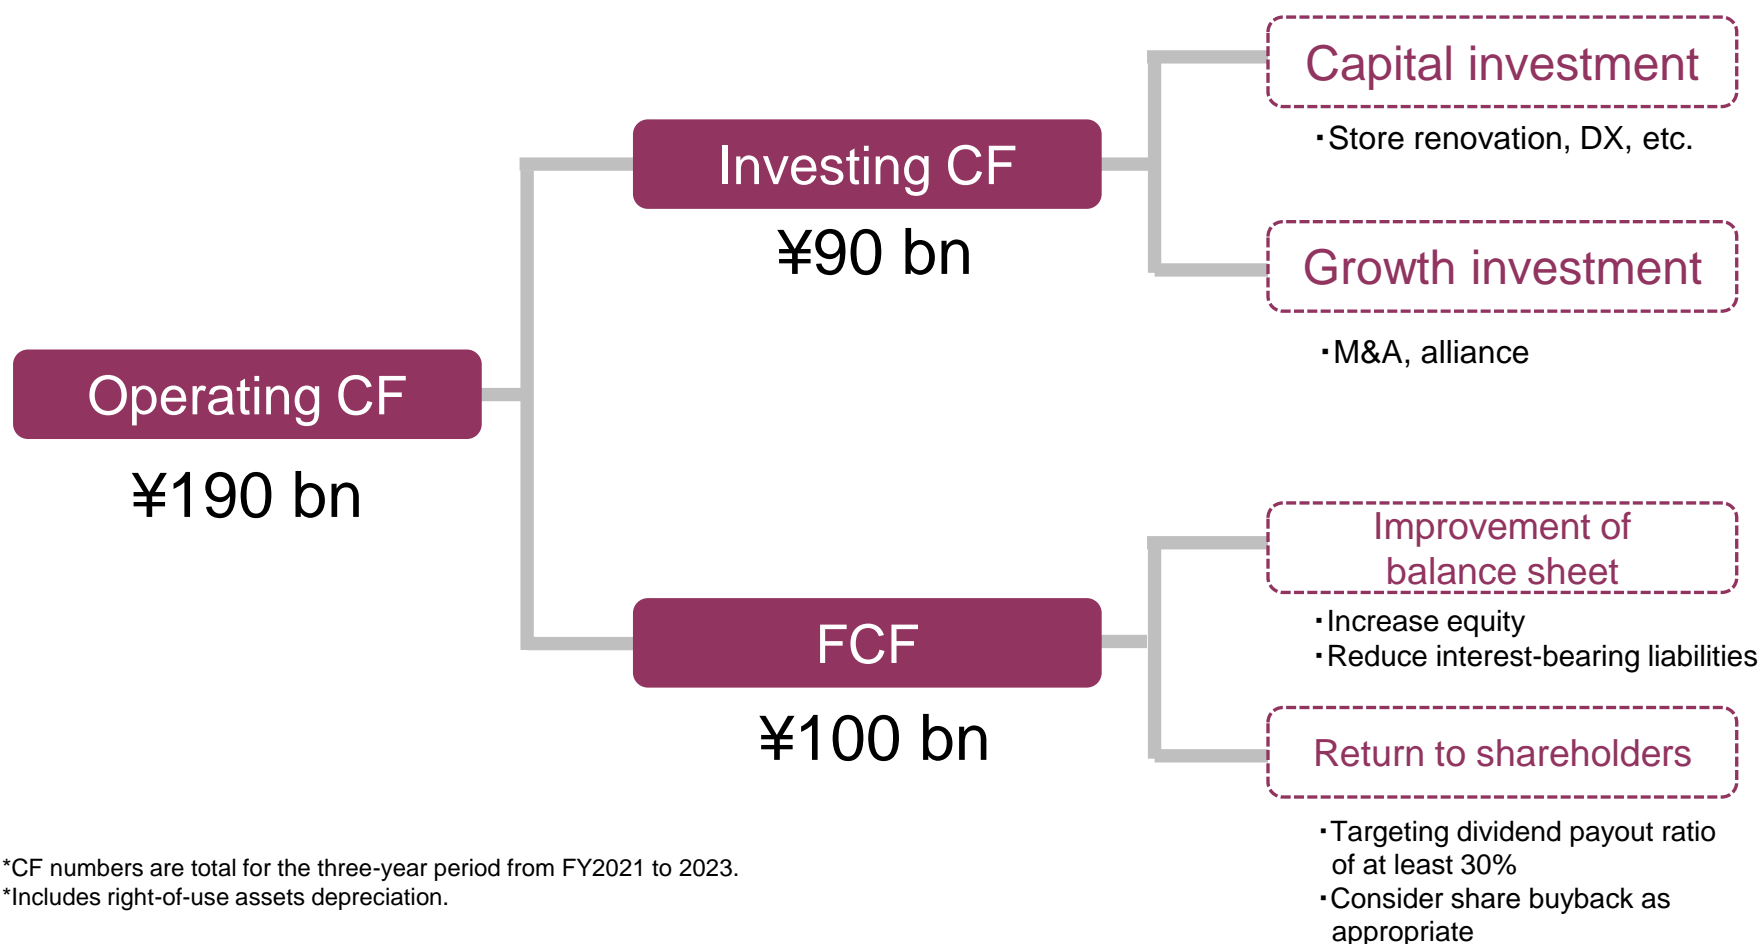 Operating CF
¥190 bn
Investing CF
¥90 bn
Capital investment
・Store renovation, DX, etc.
Growth investment
・M&A, alliance
FCF
¥100 bn
Improvement of
balance sheet
・Increase equity
・Reduce interest-bearing liabilities
Return to shareholders
・Targeting dividend payout ratio
of at least 30%
・Consider share buyback as
appropriate
*CF numbers are total for the three-year period from FY2021 to 2023.
*Includes right-of-use assets depreciation.